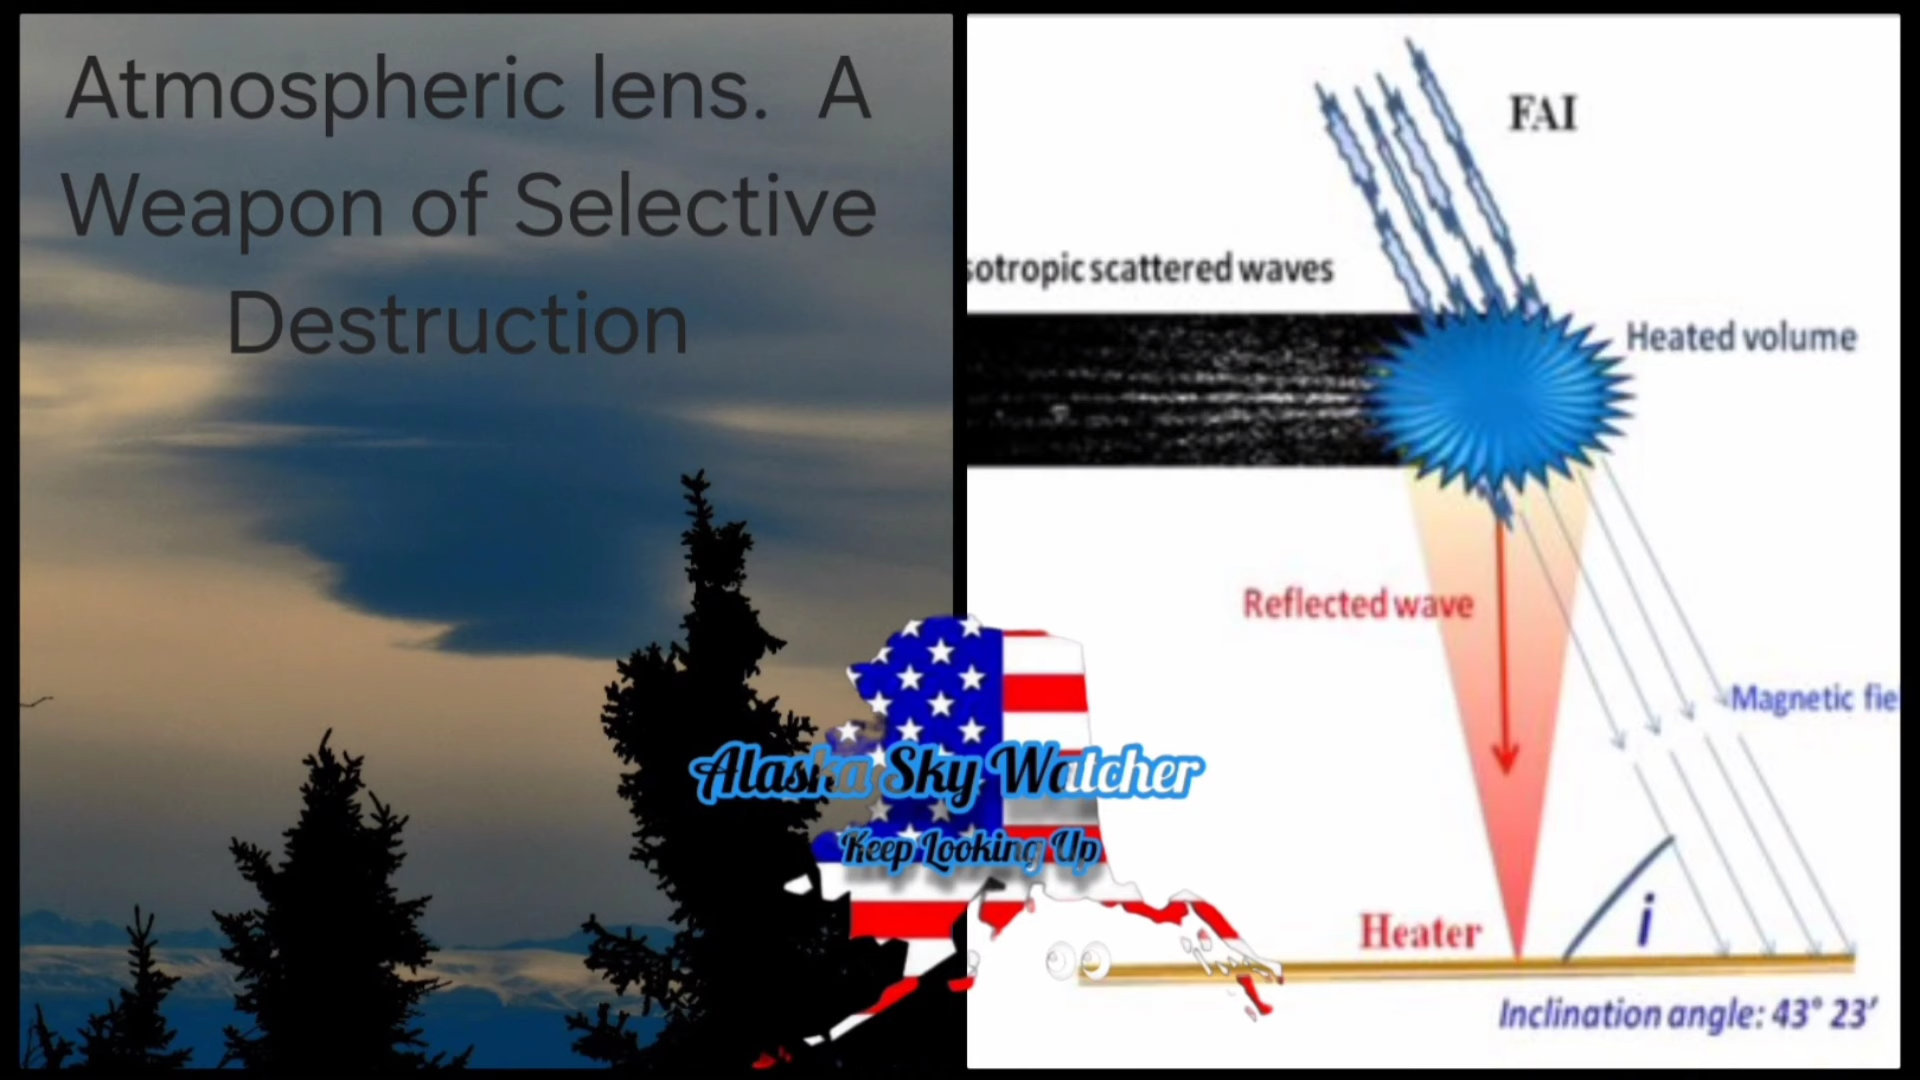 Atmospheric lens. A
Weapon of Selective
Destruction
FAI
sotropic scattered waves
Heated volume
Reflected wave
Magnetic fie
Alaska Sky Watcher
Keep Looking Up
Heater
i
Inclination angle: 43° 23'